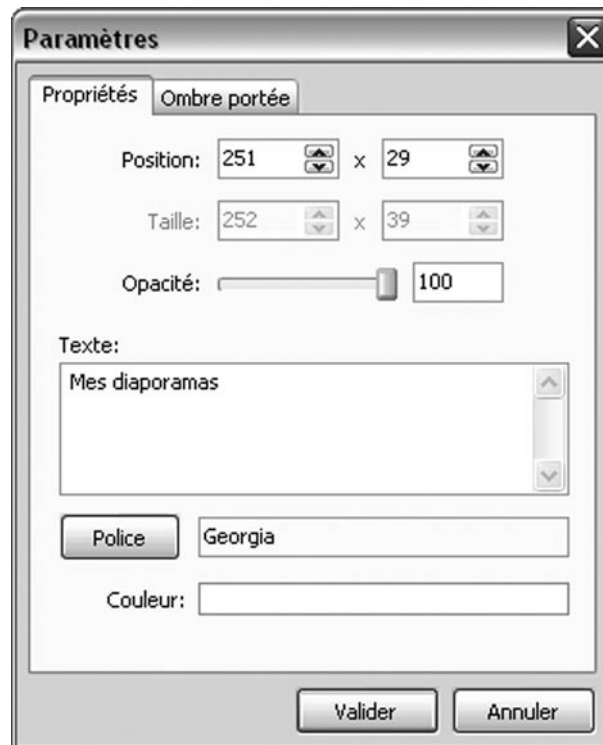 Paramètres
Propriétés Ombre portée
Position: 251 x 29
Taille: 252 x 39
Opacité: 100
Texte:
Mes diaporamas
Police Georgia
Couleur:
Valider Annuler